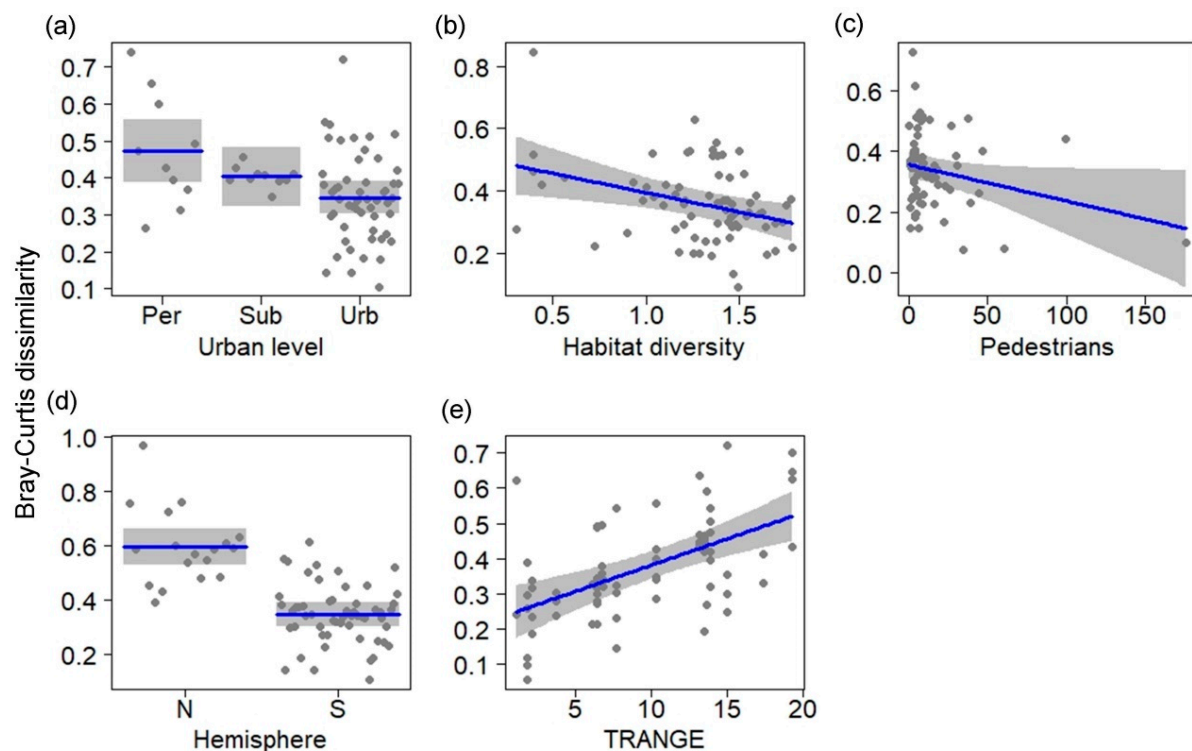 (a)
0.7
0.6
0.5
0.4
0.3
0.2
0.1
Per Sub Urb
Urban level
(b)
0.8
0.6
0.4
0.2
0.5 1.0 1.5
Habitat diversity
(c)
0.6
0.4
0.2
0.0
0 50 100 150
Pedestrians
Bray-Curtis dissimilarity
(d)
1.0
0.8
0.6
0.4
0.2
N S
Hemisphere
(e)
0.7
0.6
0.5
0.4
0.3
0.2
0.1
5 10 15 20
TRANGE